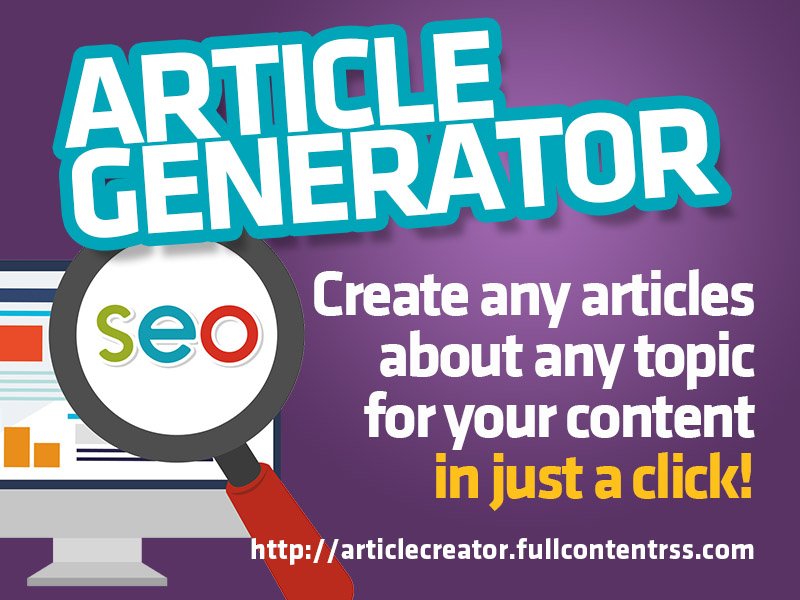 ARTICLE
GENERATOR
seo
Create any articles
about any topic
for your content
in just a click!
http://articlecreator.fullcontentrss.com